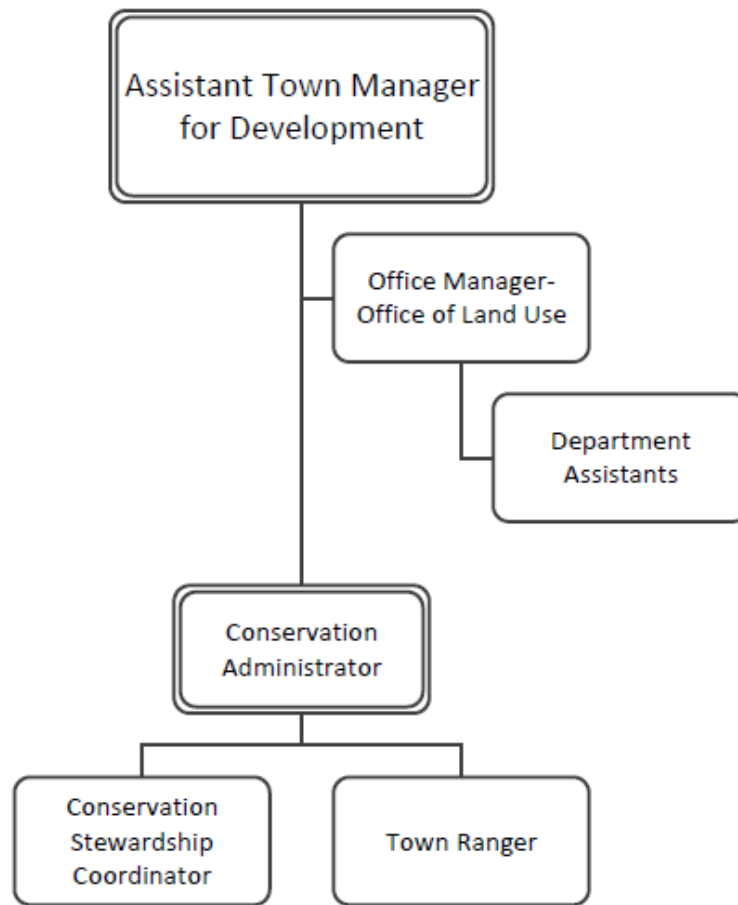 Assistant Town Manager
for Development
Office Manager-
Office of Land Use
Department
Assistants
Conservation
Administrator
Conservation
Stewardship
Coordinator
Town Ranger